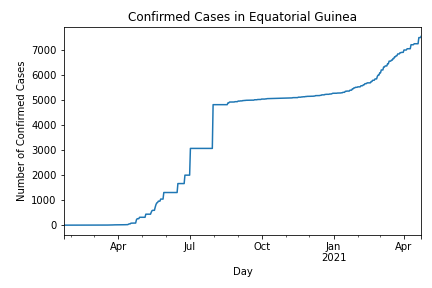 Confirmed Cases in Equatorial Guinea
Number of Confirmed Cases
7000
6000
5000
4000
3000
2000
1000
0
Apr
Jul
Oct
Jan
2021
Apr
Day